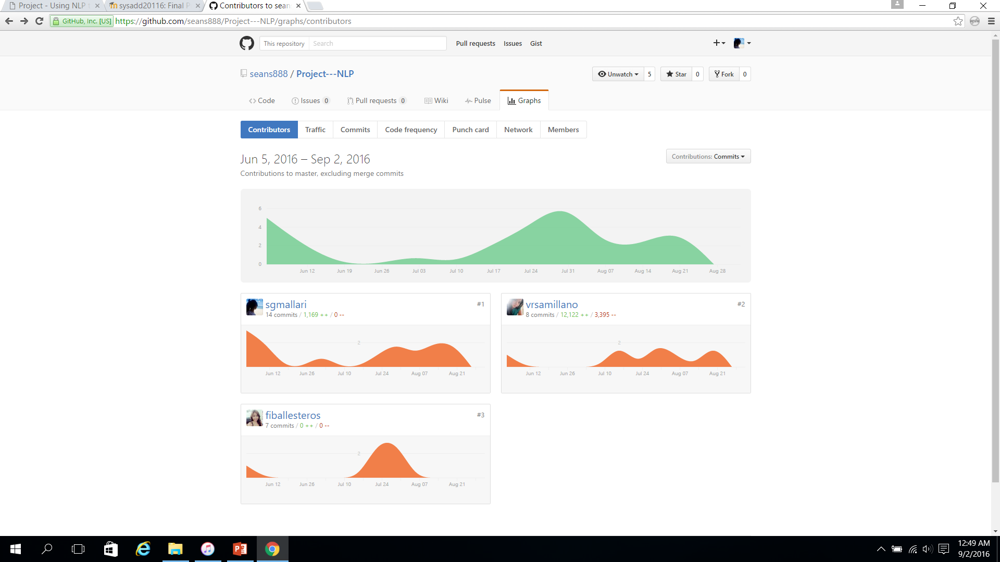 Project - Using NLP t
sysadd20116: Final P
Contributors to sean
GitHub, Inc. [US]
https://github.com/seans888/Project---NLP/graphs/contributors
This repository
Search
Pull requests
Issues
Gist
seans888 / Project---NLP
Unwatch
5
Star
0
Fork
0
Code
Issues 0
Pull requests 0
Wiki
Pulse
Graphs
Contributors
Traffic
Commits
Code frequency
Punch card
Network
Members
Jun 5, 2016 – Sep 2, 2016
Contributions: Commits
Contributions to master, excluding merge commits
6
4
2
0
Jun 12 Jun 19 Jun 26 Jul 03 Jul 10 Jul 17 Jul 24 Jul 31 Aug 07 Aug 14 Aug 21 Aug 28
sgmallari
#1
14 commits / 1,169 ++ / 0 --
2
Jun 12 Jun 26 Jul 10 Jul 24 Aug 07 Aug 21
vrsamillano
#2
8 commits / 12,122 ++ / 3,395 --
2
Jun 12 Jun 26 Jul 10 Jul 24 Aug 07 Aug 21
fiballesteros
#3
7 commits / 0 ++ / 0 --
2
Jun 12 Jun 26 Jul 10 Jul 24 Aug 07 Aug 21
12:49 AM
9/2/2016